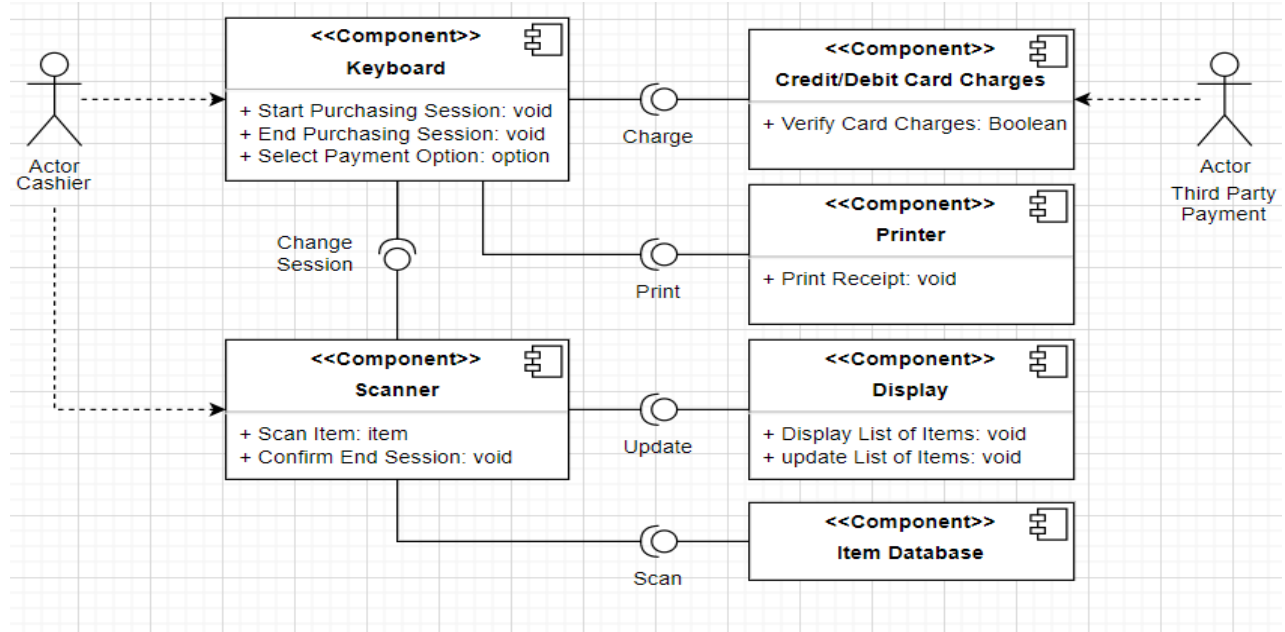 <<Component>>
Keyboard
+ Start Purchasing Session: void
+ End Purchasing Session: void
+ Select Payment Option: option
Charge
<<Component>>
Credit/Debit Card Charges
+ Verify Card Charges: Boolean
Actor
Cashier
Actor
Third Party
Payment
Change
Session
Print
<<Component>>
Printer
+ Print Receipt: void
<<Component>>
Scanner
+ Scan Item: item
+ Confirm End Session: void
Update
<<Component>>
Display
+ Display List of Items: void
+ update List of Items: void
Scan
<<Component>>
Item Database